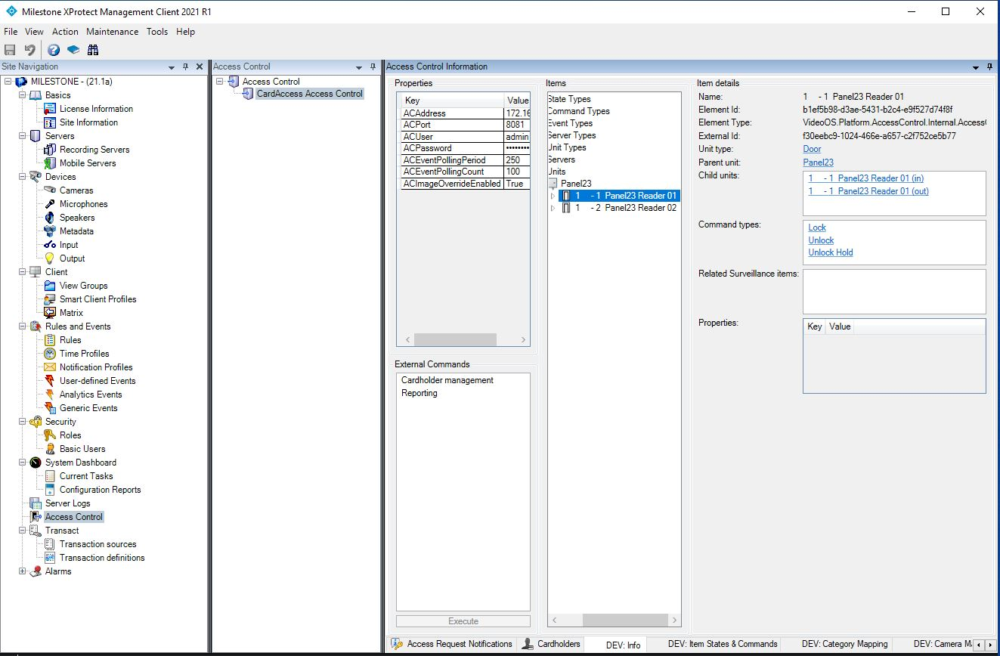 Milestone XProtect Management Client 2021 R1
File View Action Maintenance Tools Help
Site Navigation
MILESTONE - (21.1a)
Basics
License Information
Site Information
Servers
Recording Servers
Mobile Servers
Devices
Cameras
Microphones
Speakers
Metadata
Input
Output
Client
View Groups
Smart Client Profiles
Matrix
Rules and Events
Rules
Time Profiles
Notification Profiles
User-defined Events
Analytics Events
Generic Events
Security
Roles
Basic Users
System Dashboard
Current Tasks
Configuration Reports
Server Logs
Access Control
Transact
Transaction sources
Transaction definitions
Alarms
Access Control
Access Control
CardAccess Access Control
Access Control Information
Properties
Key Value
ACAddress 172.16
ACPort 8081
ACUser admin
ACPassword ••••••••
ACEventPollingPeriod 250
ACEventPollingCount 100
ACImageOverrideEnabled True
External Commands
Cardholder management
Reporting
Execute
Items
State Types
Command Types
Event Types
Server Types
Unit Types
Servers
Units
Panel23
1 - 1 Panel23 Reader 01
1 - 2 Panel23 Reader 02
Item details
Name: 1 - 1 Panel23 Reader 01
Element Id: b1ef5b98-d3ae-5431-b2c4-e9f527d74f8f
Element Type: VideoOS.Platform.AccessControl.Internal.Access
External Id: f30eebc9-1024-466e-a657-c2f752ce5b77
Unit type: Door
Parent unit: Panel23
Child units: 1 - 1 Panel23 Reader 01 (in)
1 - 1 Panel23 Reader 01 (out)
Command types: Lock
Unlock
Unlock Hold
Related Surveillance items:
Properties: Key Value
Access Request Notifications Cardholders DEV: Info DEV: Item States & Commands DEV: Category Mapping DEV: Camera M